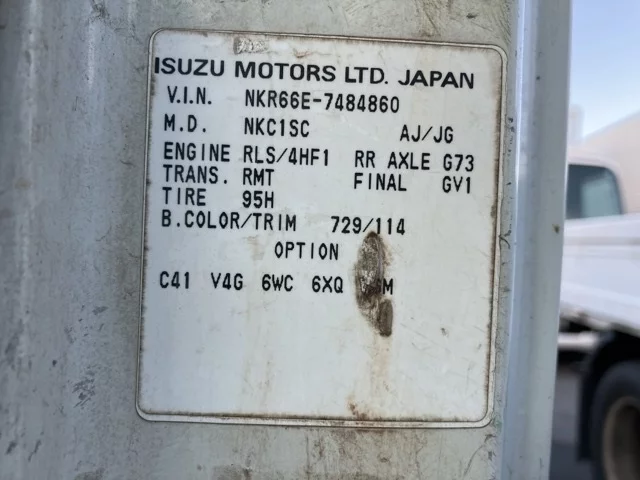 ISUZU MOTORS LTD. JAPAN
V.I.N. NKR66E-7484860
M.D. NKC1SC AJ/JG
ENGINE RLS/4HF1 RR AXLE G73
TRANS. RMT FINAL GV1
TIRE 95H
B.COLOR/TRIM 729/114
OPTION
C41 V4G 6WC 6XQ